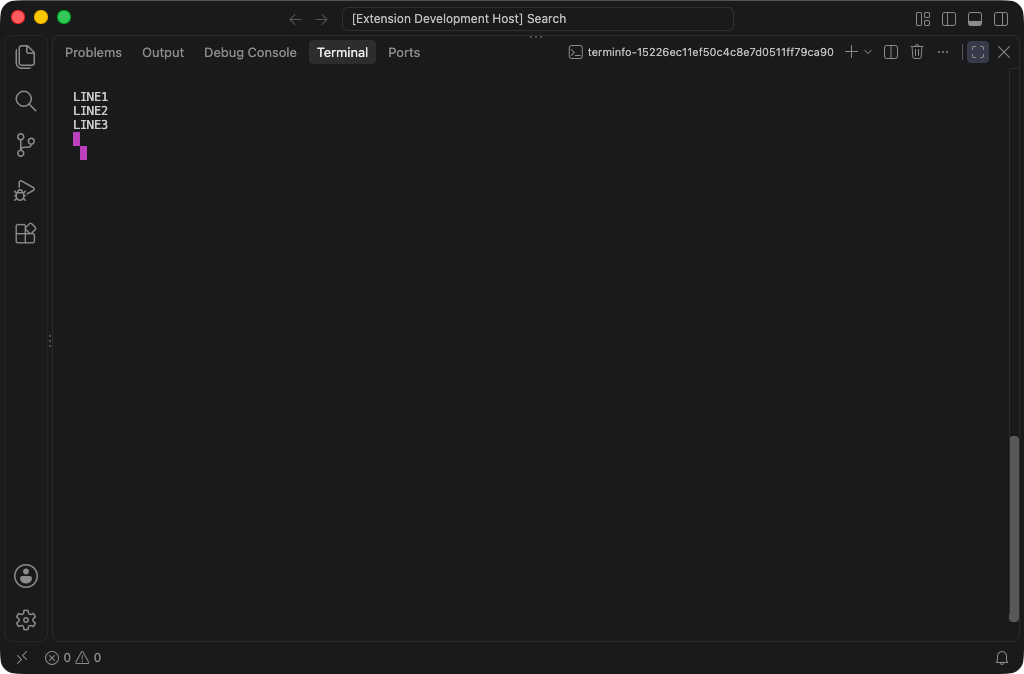 [Extension Development Host] Search
Problems Output Debug Console Terminal Ports terminfo-15226ec11ef50c4c8e7d0511ff79ca90
LINE1
LINE2
LINE3
0 0